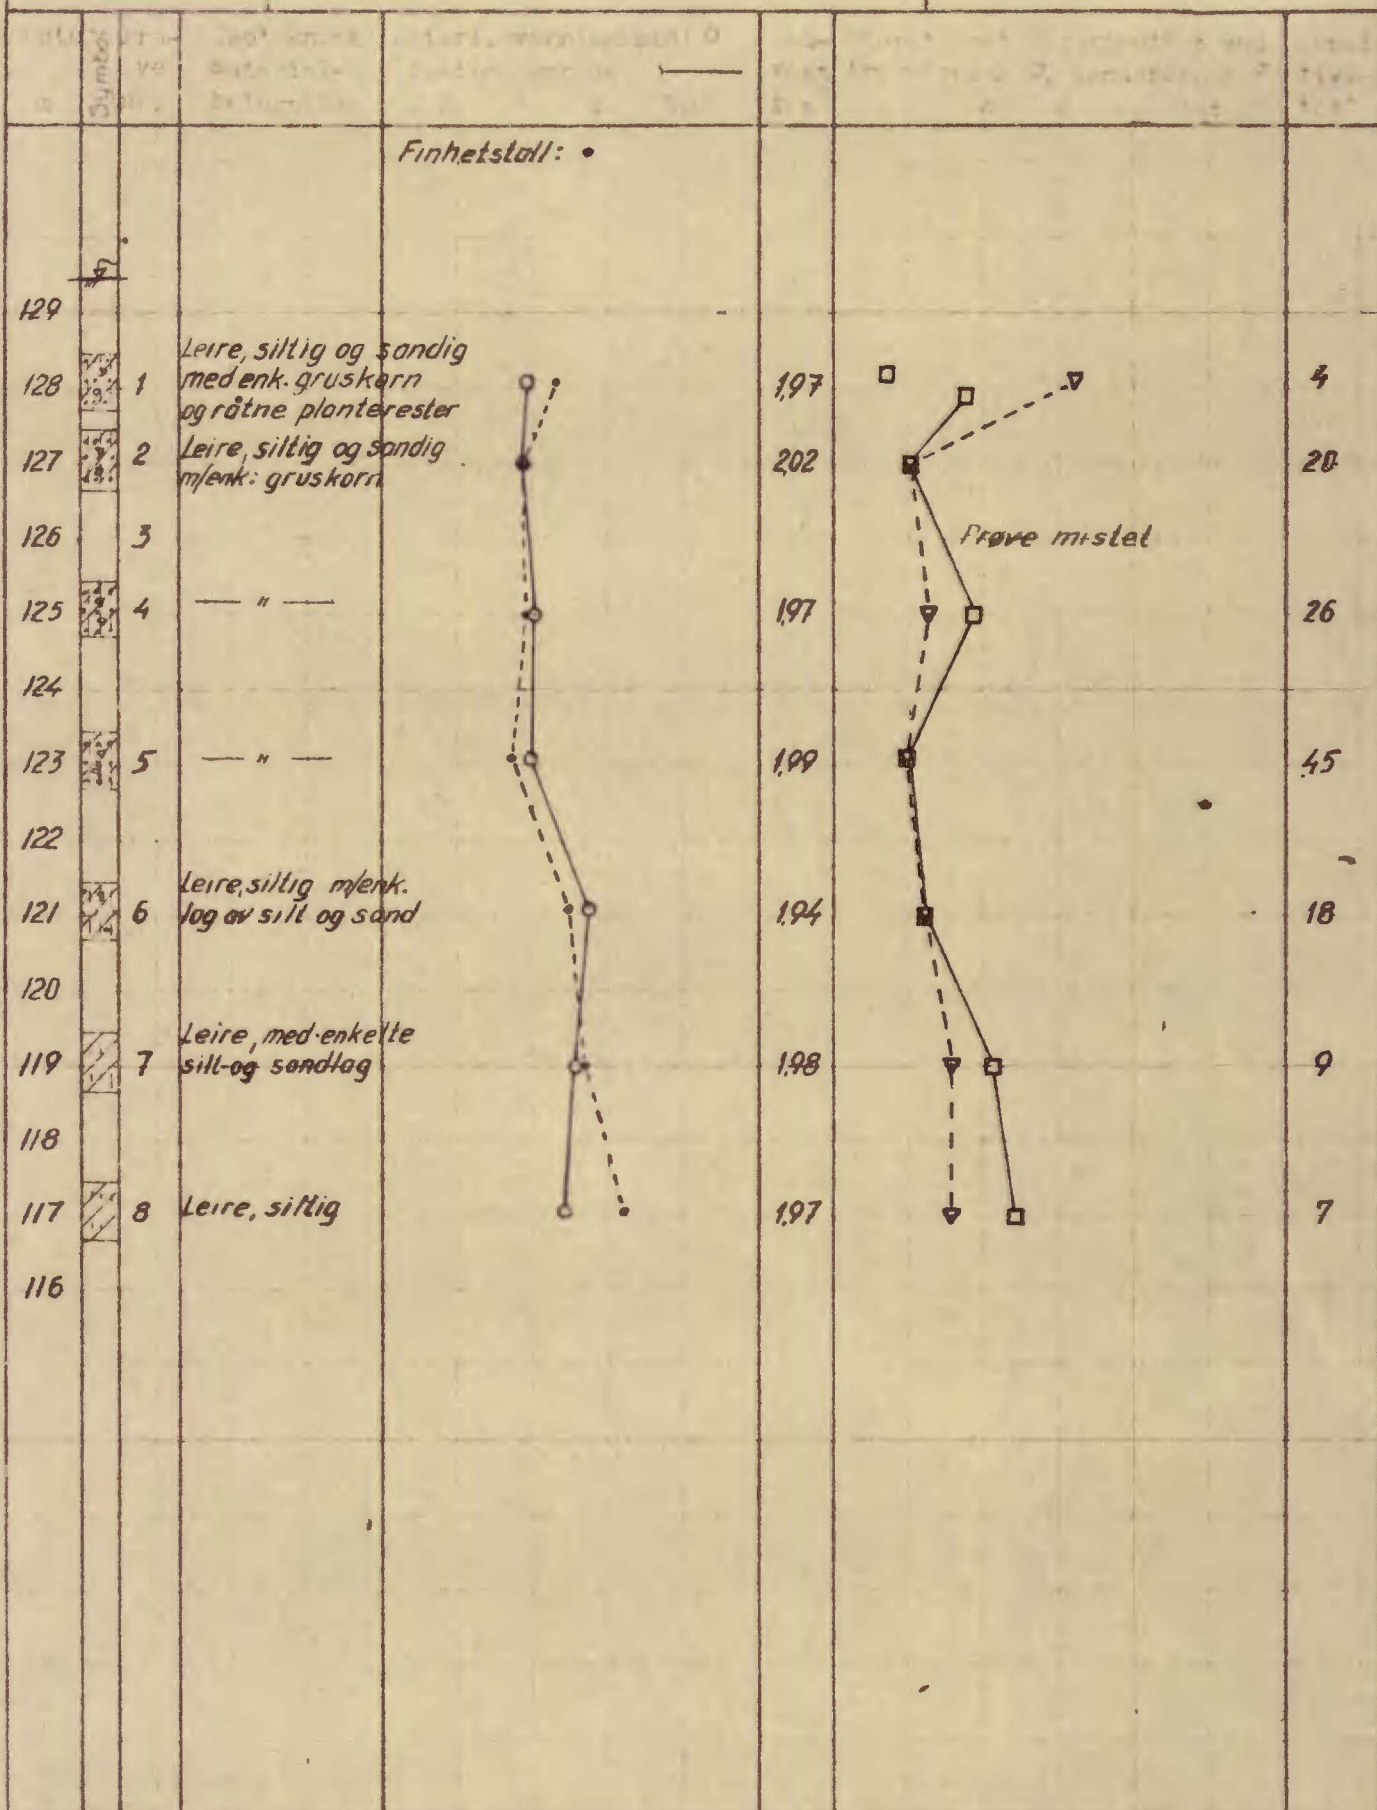 Symbol
Finhetstall: •
129
Leire, siltig og sandig
128 1 med enk. gruskorn 1,97 4
og råtne planterester
127 2 Leire, siltig og sandig 2,02 20
m/enk: gruskorn
126 3 Prøve mistet
125 4 — " — 1,97 26
124
123 5 — " — 1,99 45
122
Leire, siltig m/enk.
121 6 lag av silt og sand 1,94 18
120
Leire, med enkelte
119 7 silt-og sandlag 1,98 9
118
117 8 Leire, siltig 1,97 7
116